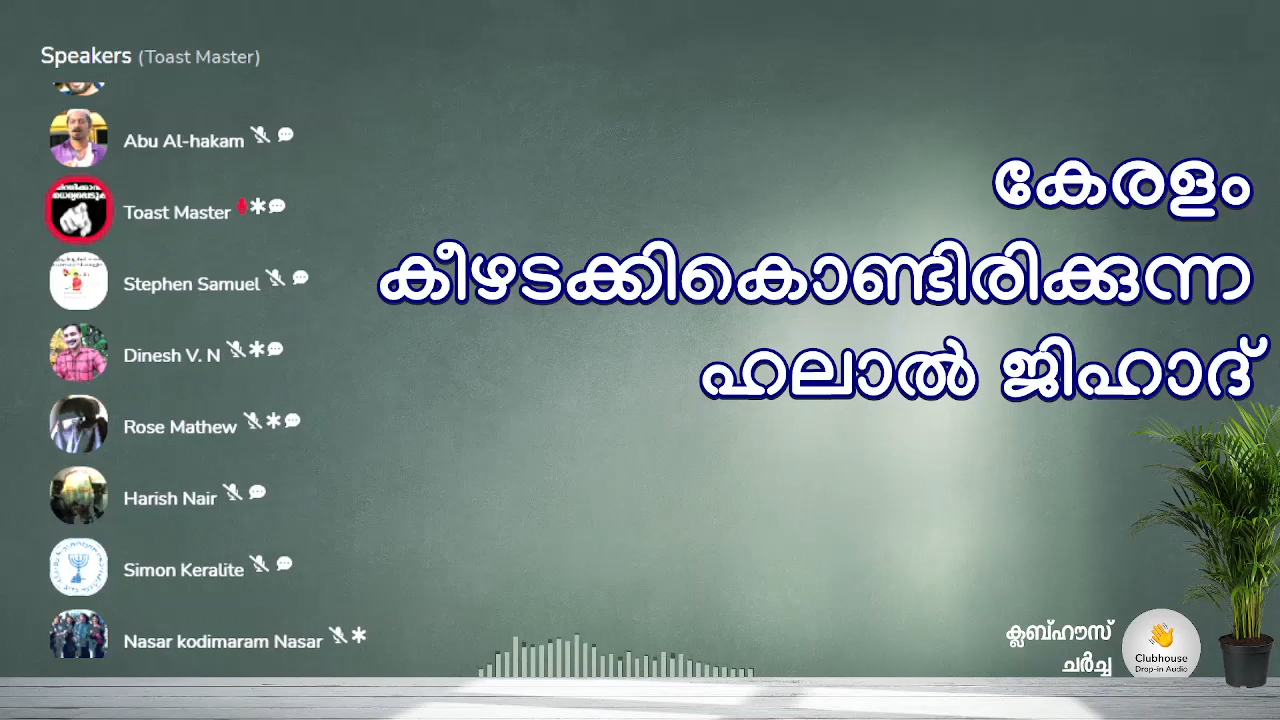 Speakers (Toast Master)
Abu Al-hakam
Toast Master
Stephen Samuel
Dinesh V. N
Rose Mathew
Harish Nair
Simon Keralite
Nasar kodimaram Nasar
കേരളം
കീഴടക്കികൊണ്ടിരിക്കുന്ന
ഹലാൽ ജിഹാദ്
ക്ലബ്ഹൗസ്
ചർച്ച
Clubhouse
Drop-in Audio